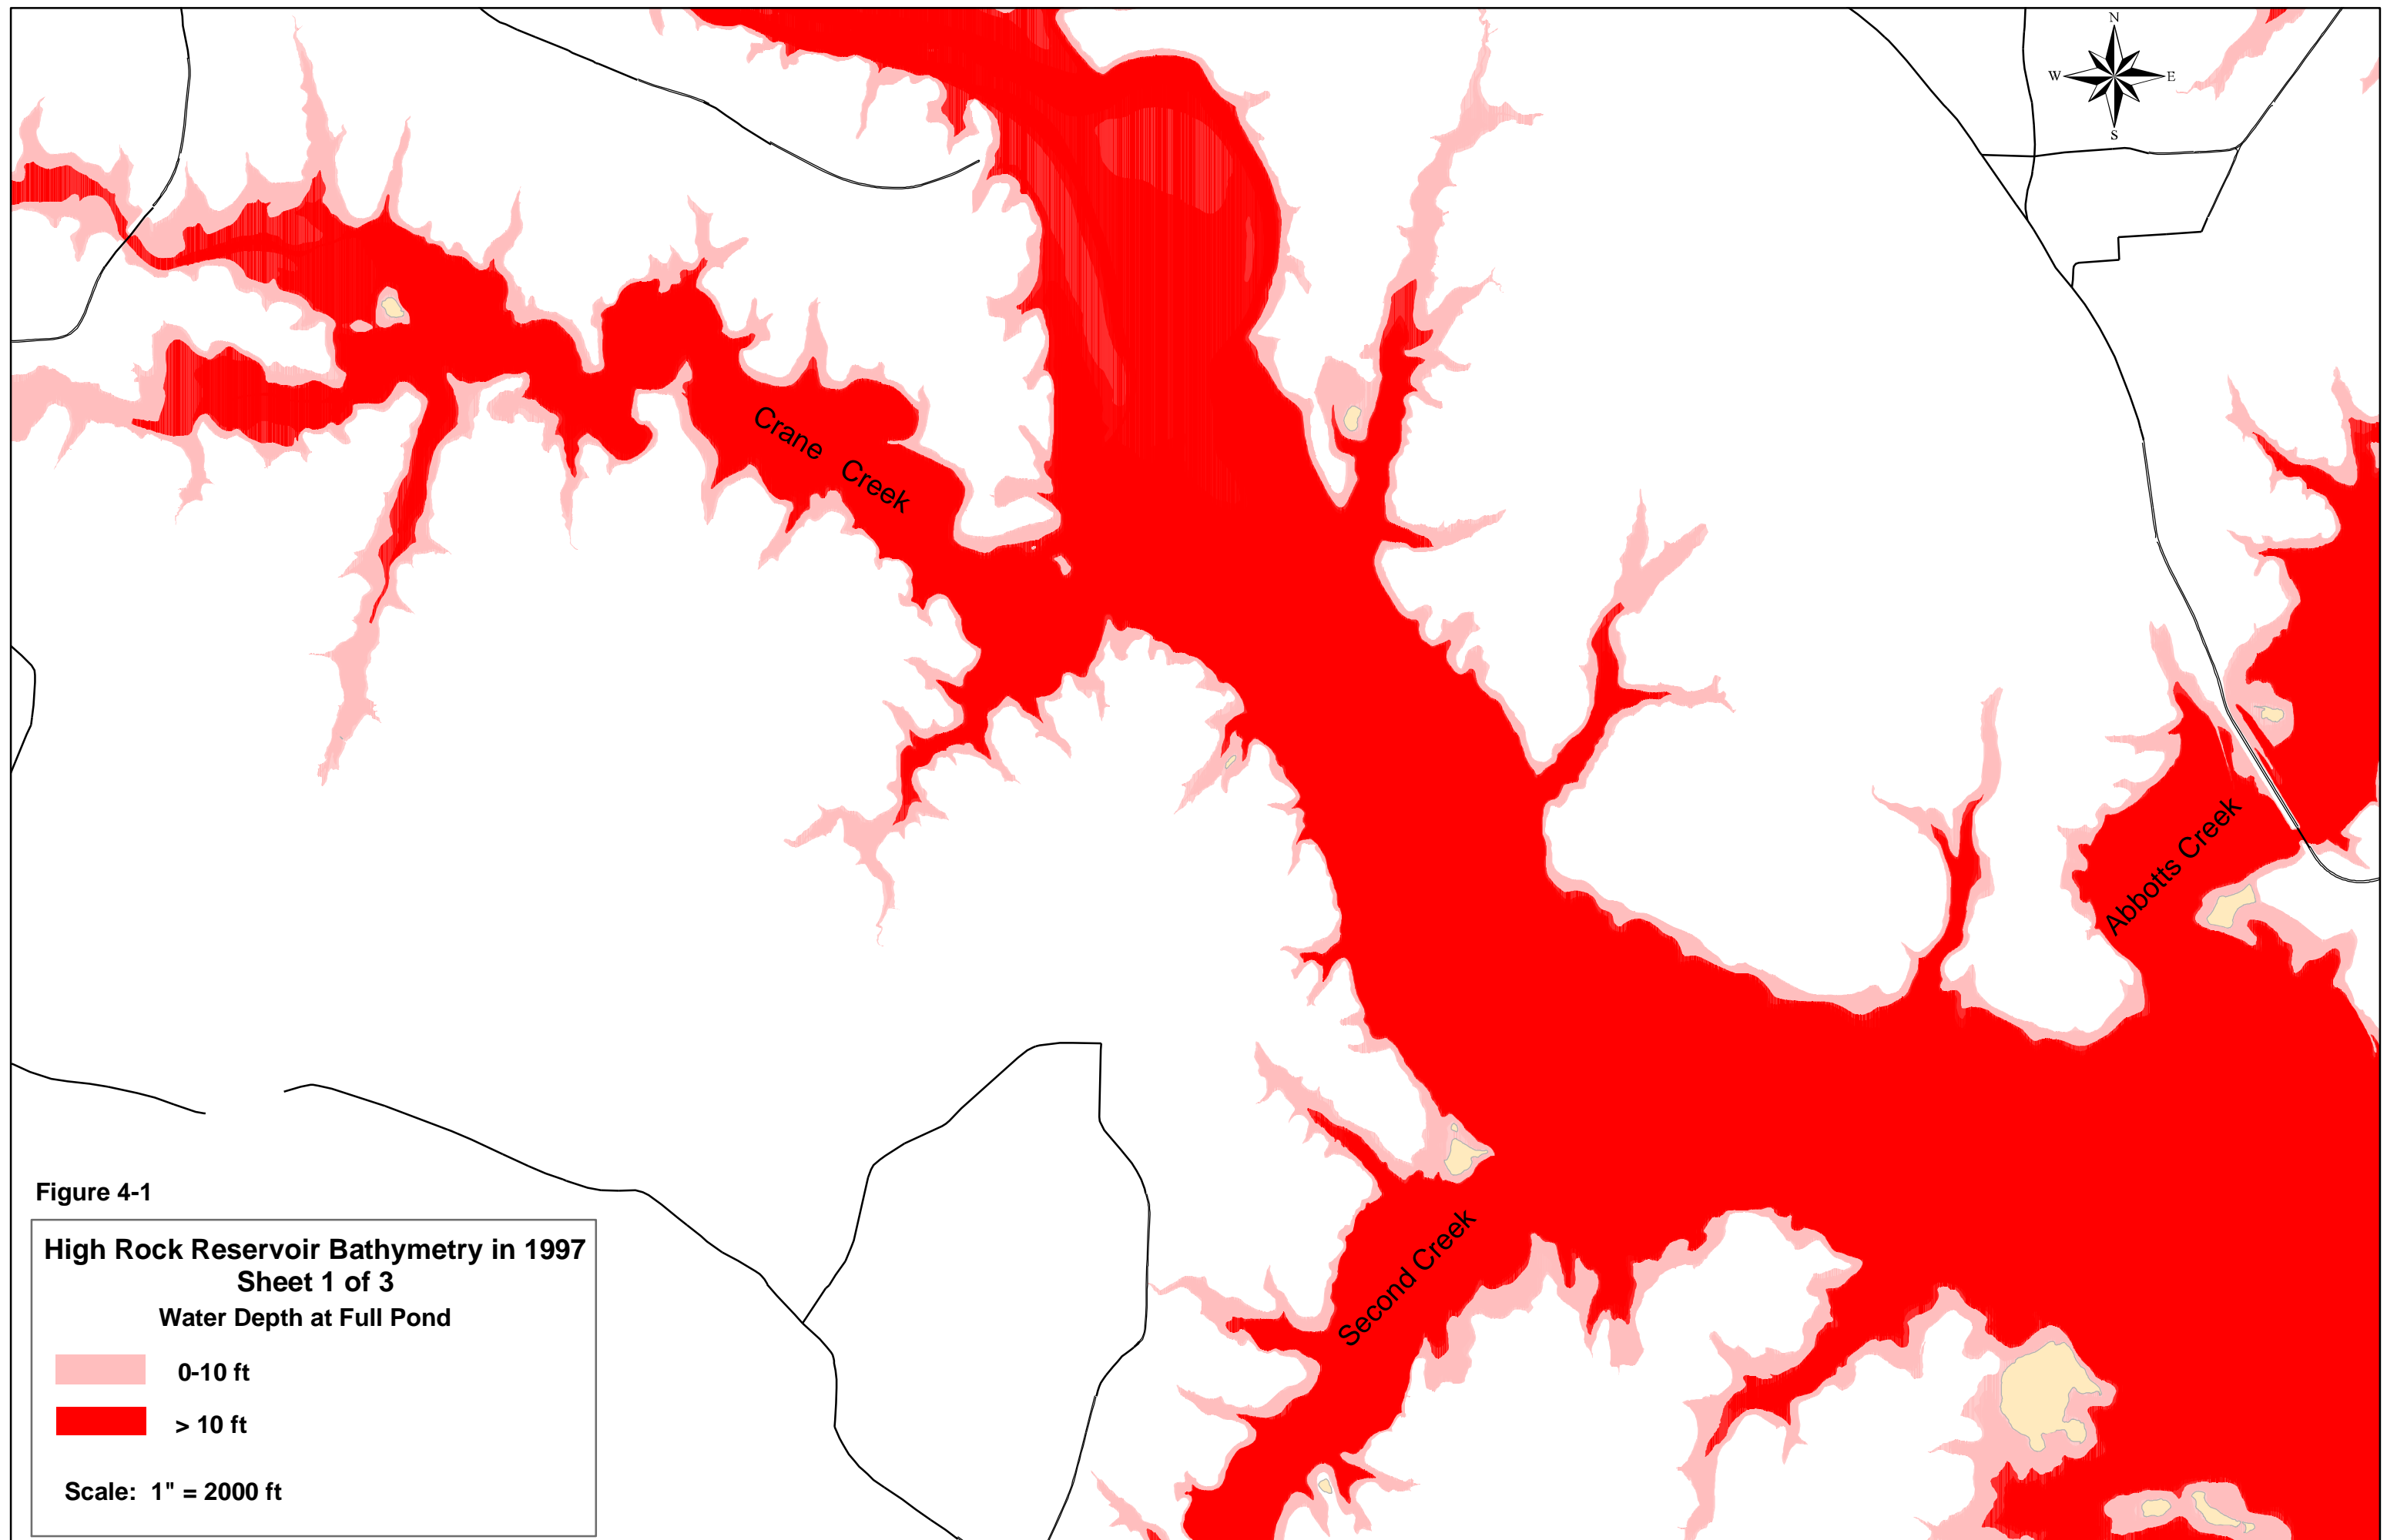 N
W E
S
Crane Creek
Abbotts Creek
Second Creek
Figure 4-1
High Rock Reservoir Bathymetry in 1997
Sheet 1 of 3
Water Depth at Full Pond
0-10 ft
> 10 ft
Scale: 1" = 2000 ft